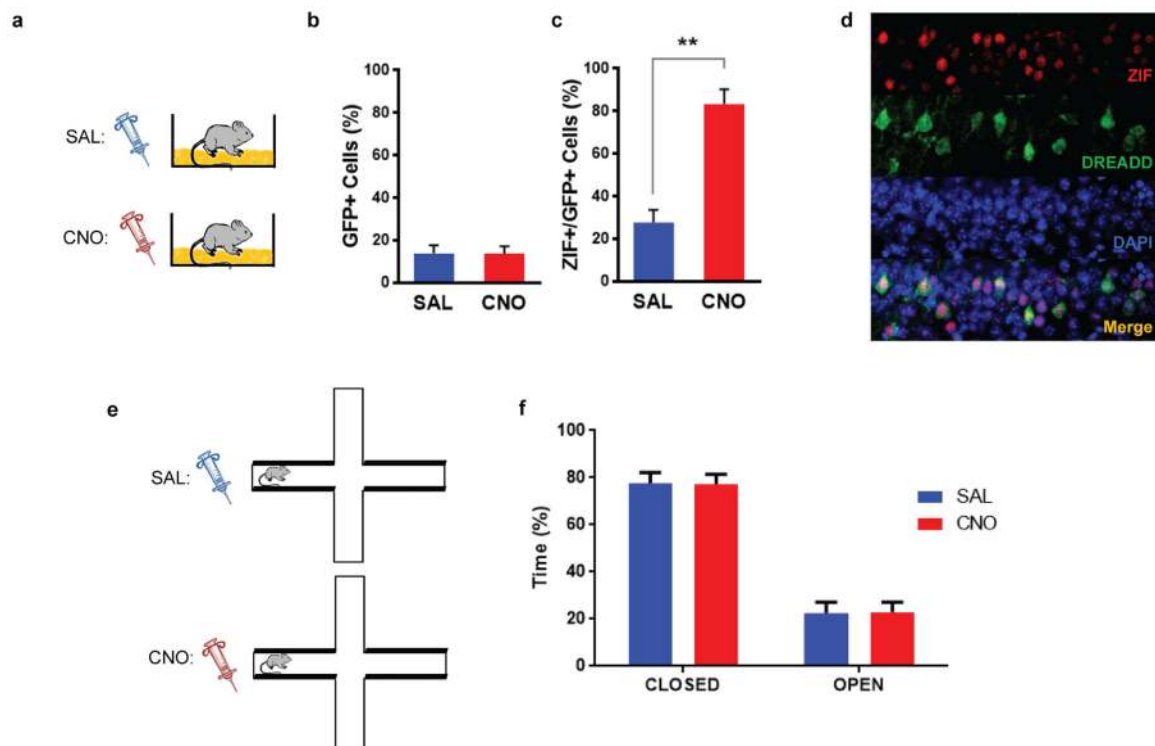 a
SAL:
CNO:
b
GFP+ Cells (%)
100
80
60
40
20
0
SAL CNO
c
**
ZIF+/GFP+ Cells (%)
100
80
60
40
20
0
SAL CNO
d
ZIF
DREADD
DAPI
Merge
e
SAL:
CNO:
f
Time (%)
100
80
60
40
20
0
CLOSED OPEN
SAL
CNO